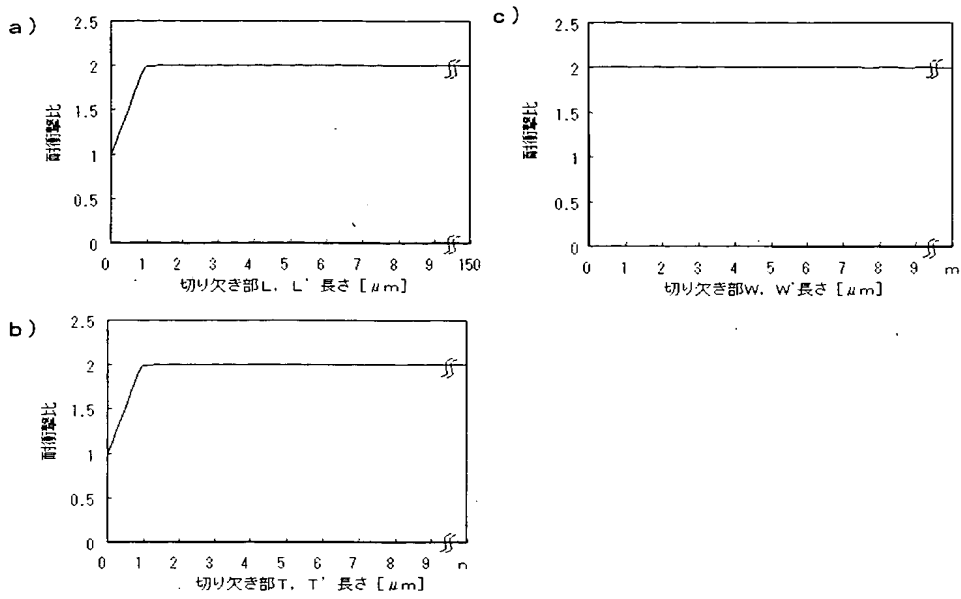 a)
2.5
2
1.5
1
0.5
0
耐衝撃比
0 1 2 3 4 5 6 7 8 9 150
切り欠き部L，L'長さ［μm］
b)
2.5
2
1.5
1
0.5
0
耐衝撃比
0 1 2 3 4 5 6 7 8 9 n
切り欠き部T，T'長さ［μm］
c)
2.5
2
1.5
1
0.5
0
耐衝撃比
0 1 2 3 4 5 6 7 8 9 m
切り欠き部W，W'長さ［μm］